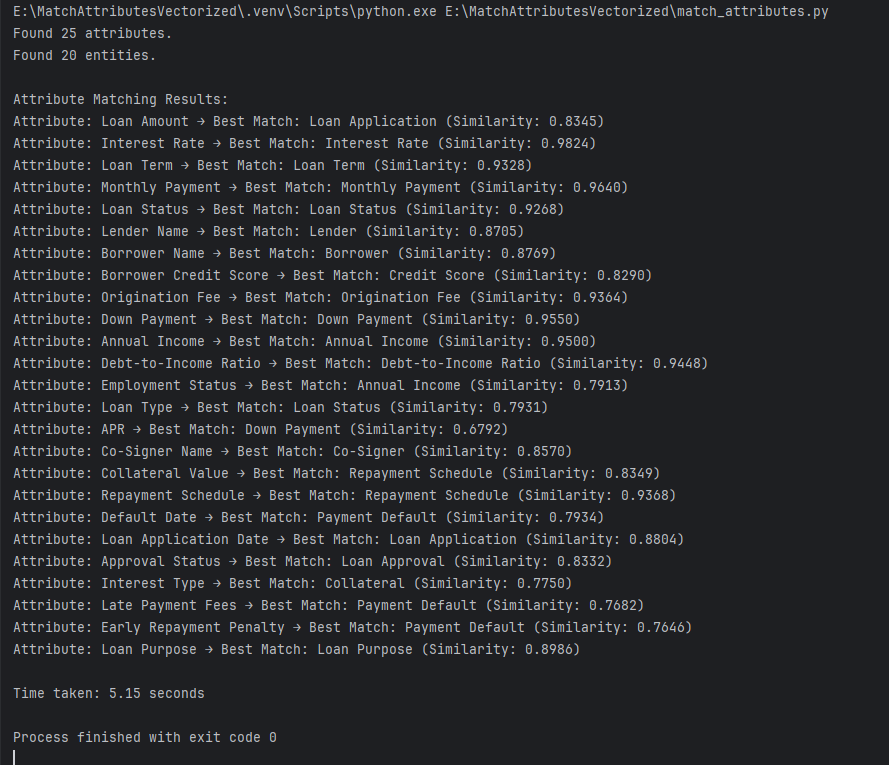 E:\MatchAttributesVectorized\.venv\Scripts\python.exe E:\MatchAttributesVectorized\match_attributes.py
Found 25 attributes.
Found 20 entities.
Attribute Matching Results:
Attribute: Loan Amount → Best Match: Loan Application (Similarity: 0.8345)
Attribute: Interest Rate → Best Match: Interest Rate (Similarity: 0.9824)
Attribute: Loan Term → Best Match: Loan Term (Similarity: 0.9328)
Attribute: Monthly Payment → Best Match: Monthly Payment (Similarity: 0.9640)
Attribute: Loan Status → Best Match: Loan Status (Similarity: 0.9268)
Attribute: Lender Name → Best Match: Lender (Similarity: 0.8705)
Attribute: Borrower Name → Best Match: Borrower (Similarity: 0.8769)
Attribute: Borrower Credit Score → Best Match: Credit Score (Similarity: 0.8290)
Attribute: Origination Fee → Best Match: Origination Fee (Similarity: 0.9364)
Attribute: Down Payment → Best Match: Down Payment (Similarity: 0.9550)
Attribute: Annual Income → Best Match: Annual Income (Similarity: 0.9500)
Attribute: Debt-to-Income Ratio → Best Match: Debt-to-Income Ratio (Similarity: 0.9448)
Attribute: Employment Status → Best Match: Annual Income (Similarity: 0.7913)
Attribute: Loan Type → Best Match: Loan Status (Similarity: 0.7931)
Attribute: APR → Best Match: Down Payment (Similarity: 0.6792)
Attribute: Co-Signer Name → Best Match: Co-Signer (Similarity: 0.8570)
Attribute: Collateral Value → Best Match: Repayment Schedule (Similarity: 0.8349)
Attribute: Repayment Schedule → Best Match: Repayment Schedule (Similarity: 0.9368)
Attribute: Default Date → Best Match: Payment Default (Similarity: 0.7934)
Attribute: Loan Application Date → Best Match: Loan Application (Similarity: 0.8804)
Attribute: Approval Status → Best Match: Loan Approval (Similarity: 0.8332)
Attribute: Interest Type → Best Match: Collateral (Similarity: 0.7750)
Attribute: Late Payment Fees → Best Match: Payment Default (Similarity: 0.7682)
Attribute: Early Repayment Penalty → Best Match: Payment Default (Similarity: 0.7646)
Attribute: Loan Purpose → Best Match: Loan Purpose (Similarity: 0.8986)
Time taken: 5.15 seconds
Process finished with exit code 0